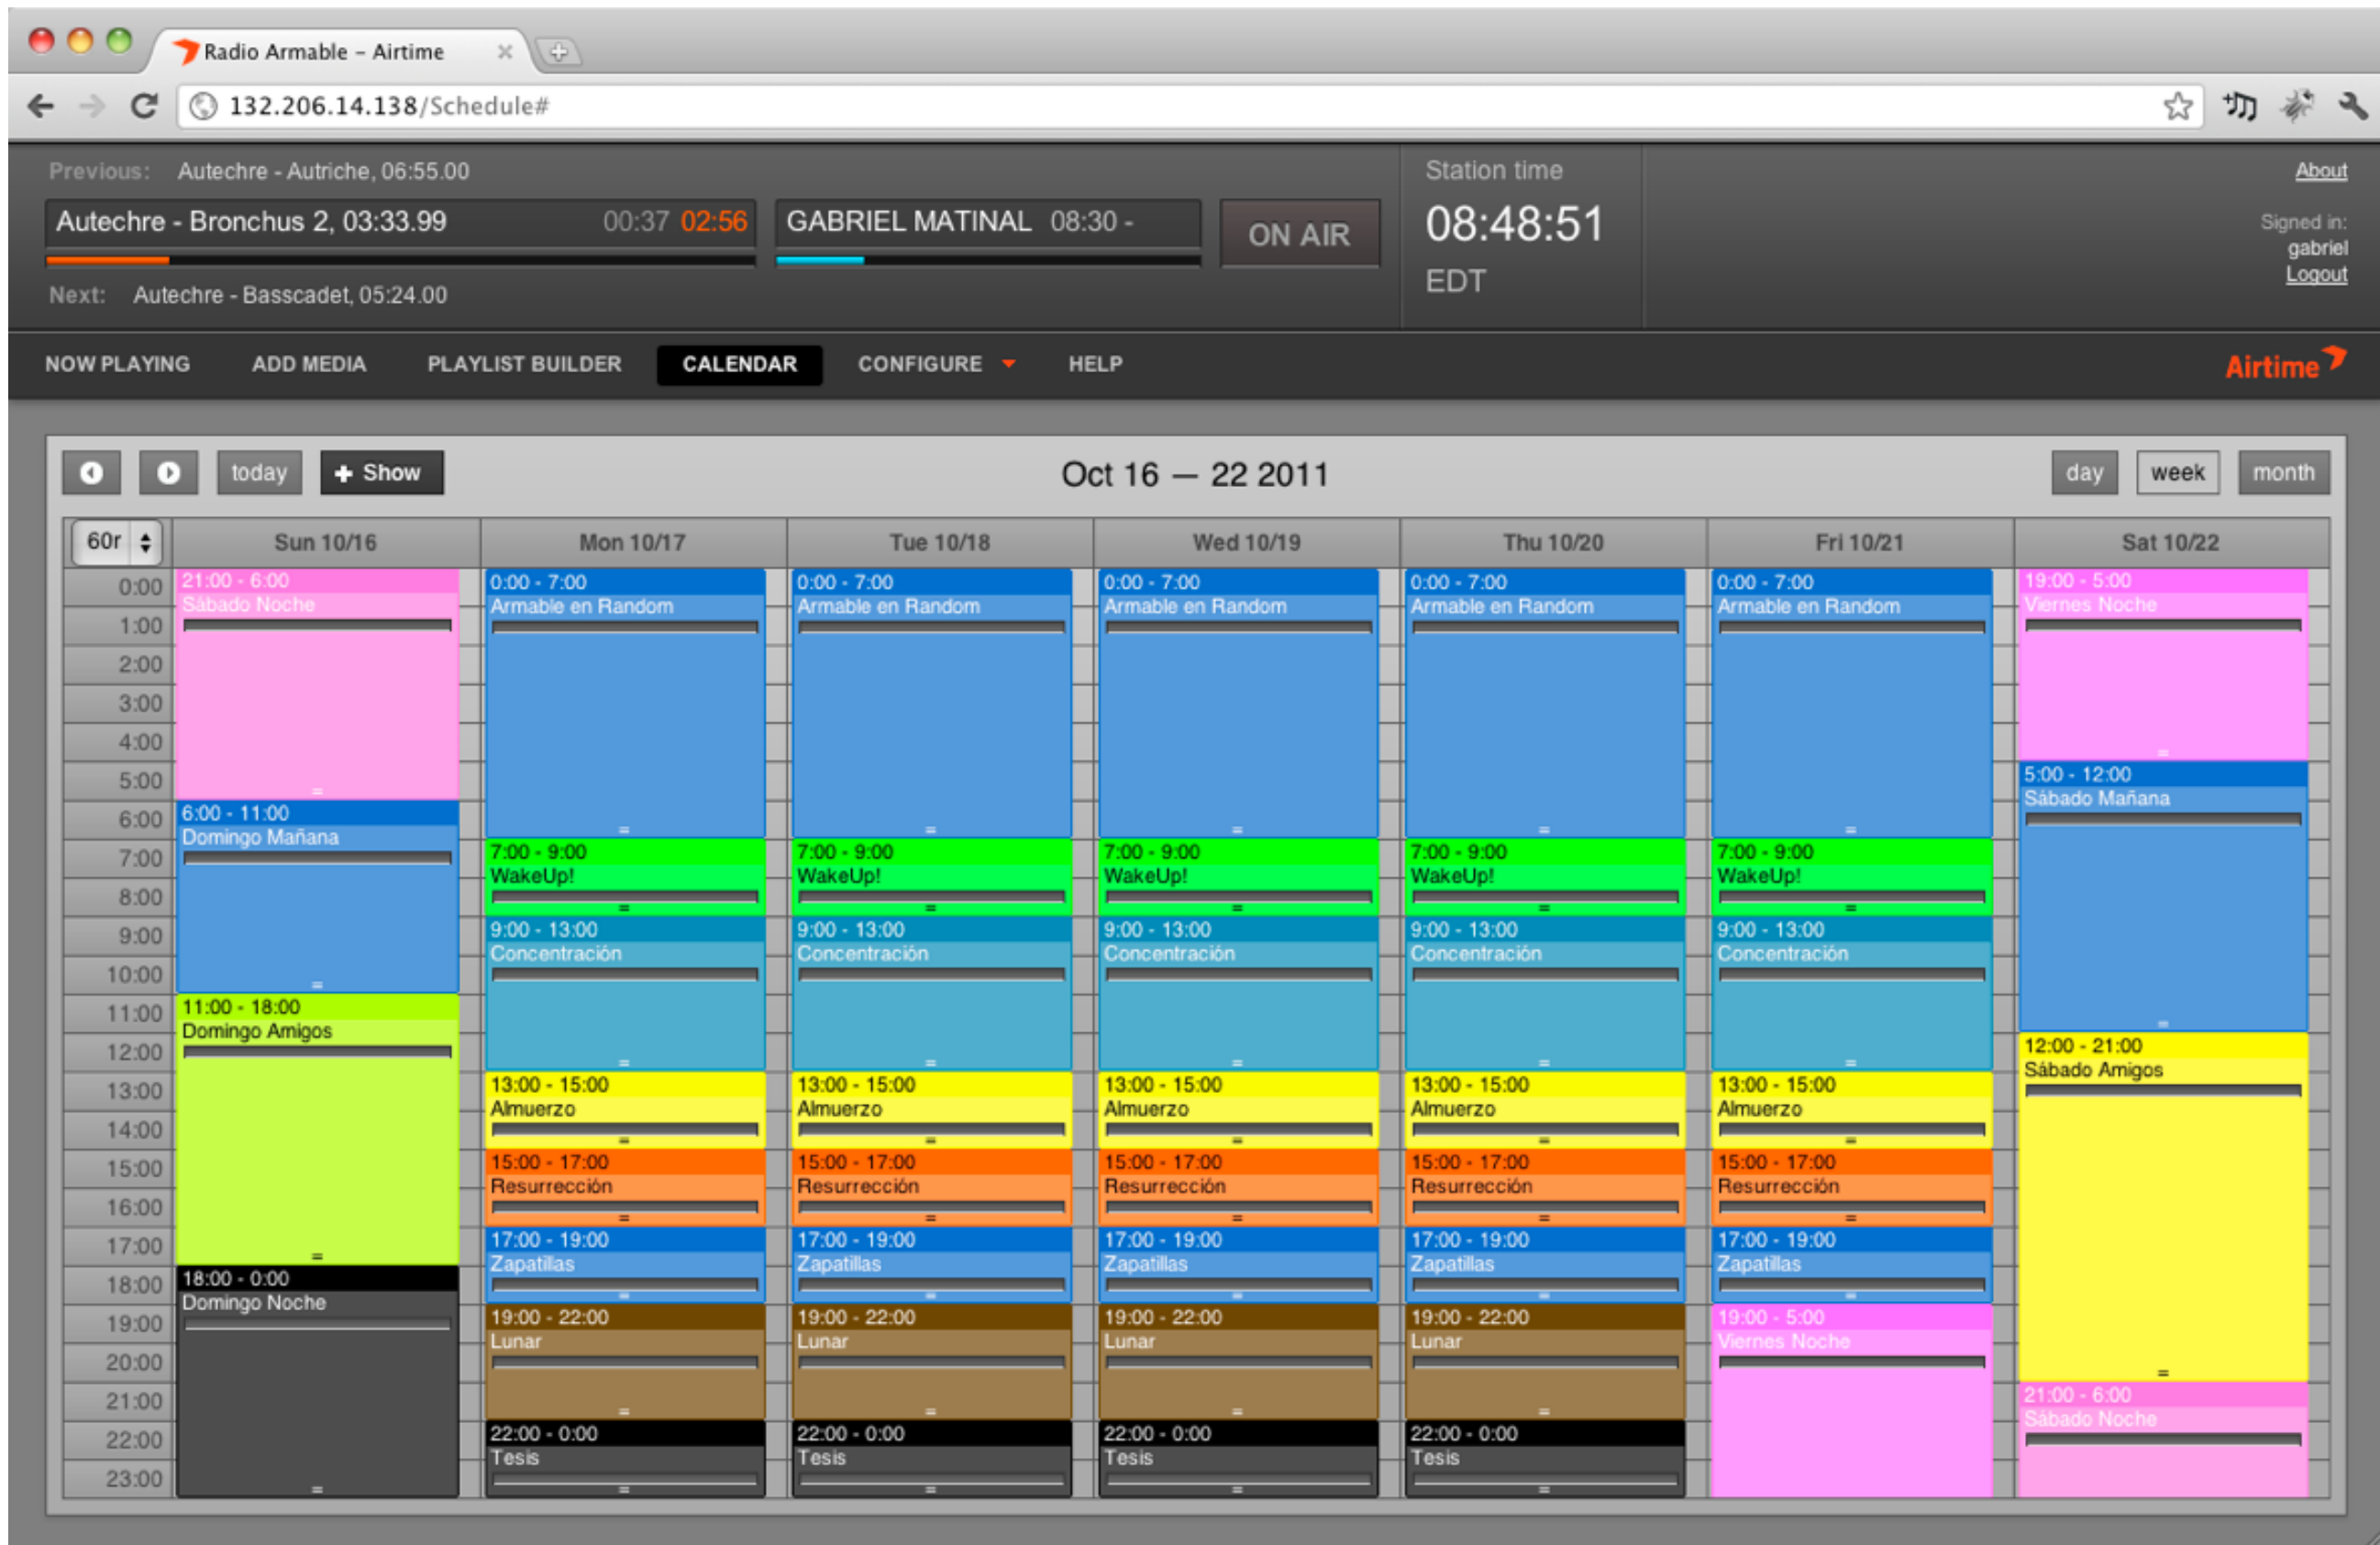 Radio Armable – Airtime
132.206.14.138/Schedule#
Previous: Autechre - Autriche, 06:55.00
Autechre - Bronchus 2, 03:33.99 00:37 02:56
Next: Autechre - Basscadet, 05:24.00
GABRIEL MATINAL 08:30 -
ON AIR
Station time
08:48:51
EDT
About
Signed in:
gabriel
Logout
NOW PLAYING ADD MEDIA PLAYLIST BUILDER CALENDAR CONFIGURE HELP
Airtime
today + Show Oct 16 — 22 2011 day week month
60r Sun 10/16 Mon 10/17 Tue 10/18 Wed 10/19 Thu 10/20 Fri 10/21 Sat 10/22
0:00
1:00
2:00
3:00
4:00
5:00
6:00
7:00
8:00
9:00
10:00
11:00
12:00
13:00
14:00
15:00
16:00
17:00
18:00
19:00
20:00
21:00
22:00
23:00
21:00 - 6:00
Sábado Noche
6:00 - 11:00
Domingo Mañana
11:00 - 18:00
Domingo Amigos
18:00 - 0:00
Domingo Noche
0:00 - 7:00
Armable en Random
7:00 - 9:00
WakeUp!
9:00 - 13:00
Concentración
13:00 - 15:00
Almuerzo
15:00 - 17:00
Resurrección
17:00 - 19:00
Zapatillas
19:00 - 22:00
Lunar
22:00 - 0:00
Tesis
0:00 - 7:00
Armable en Random
7:00 - 9:00
WakeUp!
9:00 - 13:00
Concentración
13:00 - 15:00
Almuerzo
15:00 - 17:00
Resurrección
17:00 - 19:00
Zapatillas
19:00 - 22:00
Lunar
22:00 - 0:00
Tesis
0:00 - 7:00
Armable en Random
7:00 - 9:00
WakeUp!
9:00 - 13:00
Concentración
13:00 - 15:00
Almuerzo
15:00 - 17:00
Resurrección
17:00 - 19:00
Zapatillas
19:00 - 22:00
Lunar
22:00 - 0:00
Tesis
0:00 - 7:00
Armable en Random
7:00 - 9:00
WakeUp!
9:00 - 13:00
Concentración
13:00 - 15:00
Almuerzo
15:00 - 17:00
Resurrección
17:00 - 19:00
Zapatillas
19:00 - 22:00
Lunar
22:00 - 0:00
Tesis
0:00 - 7:00
Armable en Random
7:00 - 9:00
WakeUp!
9:00 - 13:00
Concentración
13:00 - 15:00
Almuerzo
15:00 - 17:00
Resurrección
17:00 - 19:00
Zapatillas
19:00 - 5:00
Viernes Noche
19:00 - 5:00
Viernes Noche
5:00 - 12:00
Sábado Mañana
12:00 - 21:00
Sábado Amigos
21:00 - 6:00
Sábado Noche